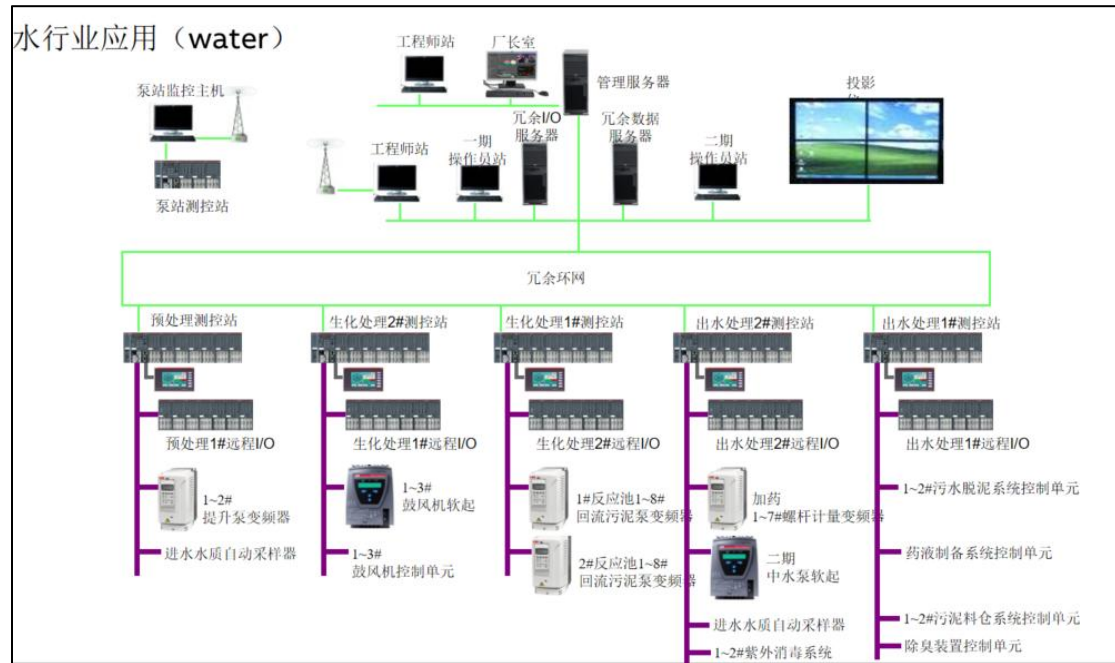 水行业应用（water）
工程师站
厂长室
管理服务器
投影
泵站监控主机
冗余I/O
服务器
冗余数据
服务器
工程师站
一期
操作员站
二期
操作员站
泵站测控站
冗余环网
预处理测控站
生化处理2#测控站
生化处理1#测控站
出水处理2#测控站
出水处理1#测控站
预处理1#远程I/O
生化处理1#远程I/O
生化处理2#远程I/O
出水处理2#远程I/O
出水处理1#远程I/O
1~2#
提升泵变频器
进水水质自动采样器
1~3#
鼓风机软起
1~3#
鼓风机控制单元
1#反应池1~8#
回流污泥泵变频器
2#反应池1~8#
回流污泥泵变频器
加药
1~7#螺杆计量变频器
二期
中水泵软起
进水水质自动采样器
1~2#紫外消毒系统
1~2#污水脱泥系统控制单元
药液制备系统控制单元
1~2#污泥料仓系统控制单元
除臭装置控制单元